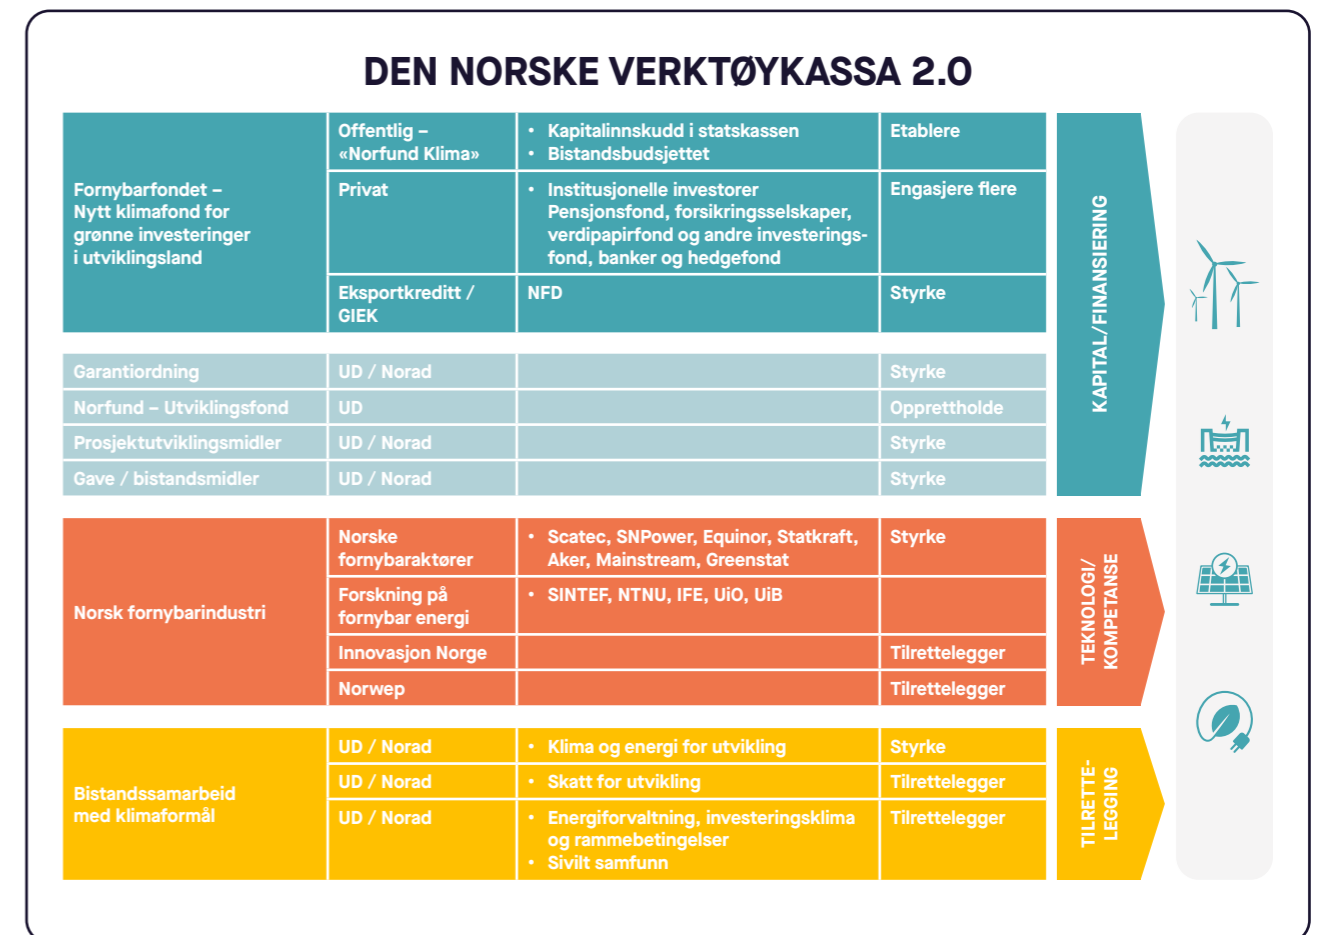 DEN NORSKE VERKTØYKASSA 2.0
Fornybarfondet –
Nytt klimafond for
grønne investeringer
i utviklingsland
Offentlig –
«Norfund Klima»
• Kapitalinnskudd i statskassen
• Bistandsbudsjettet
Etablere
Privat
• Institusjonelle investorer
Pensjonsfond, forsikringsselskaper,
verdipapirfond og andre investerings-
fond, banker og hedgefond
Engasjere flere
Eksportkreditt /
GIEK
NFD
Styrke
Garantiordning
UD / Norad
Styrke
Norfund – Utviklingsfond
UD
Opprettholde
Prosjektutviklingsmidler
UD / Norad
Styrke
Gave / bistandsmidler
UD / Norad
Styrke
KAPITAL/FINANSIERING
Norsk fornybarindustri
Norske
fornybaraktører
• Scatec, SNPower, Equinor, Statkraft,
Aker, Mainstream, Greenstat
Styrke
Forskning på
fornybar energi
• SINTEF, NTNU, IFE, UiO, UiB
Innovasjon Norge
Tilrettelegger
Norwep
Tilrettelegger
TEKNOLOGI/
KOMPETANSE
Bistandssamarbeid
med klimaformål
UD / Norad
• Klima og energi for utvikling
Styrke
UD / Norad
• Skatt for utvikling
Tilrettelegger
UD / Norad
• Energiforvaltning, investeringsklima
og rammebetingelser
• Sivilt samfunn
Tilrettelegger
TILRETTE-
LEGGING